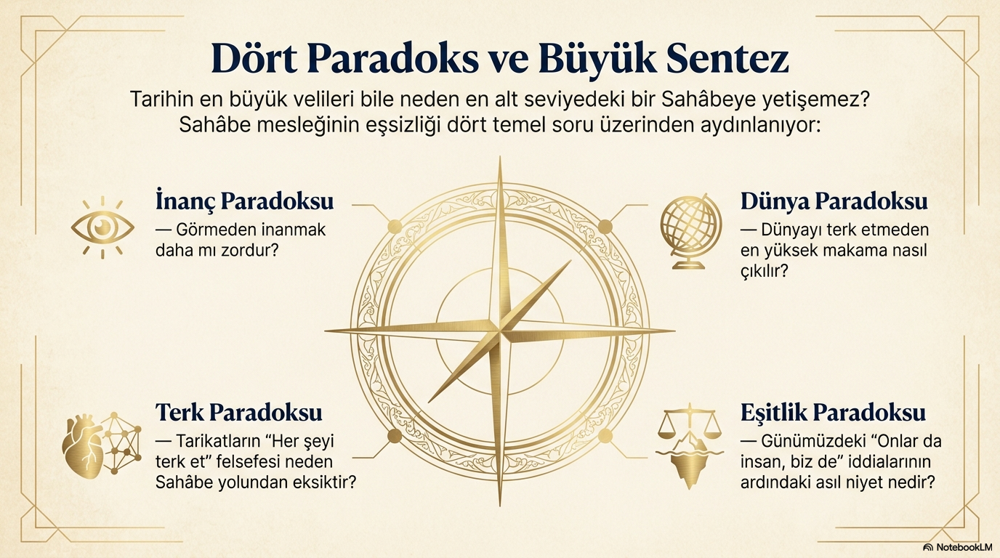 Dört Paradoks ve Büyük Sentez
Tarihin en büyük velileri bile neden en alt seviyedeki bir Sahâbeye yetişemez?
Sahâbe mesleğinin eşsizliği dört temel soru üzerinden aydınlanıyor:
İnanç Paradoksu
— Görmeden inanmak
daha mı zordur?
Dünya Paradoksu
— Dünyayı terk etmeden
en yüksek makama nasıl
çıkılır?
Terk Paradoksu
— Tarikatların “Her şeyi
terk et” felsefesi neden
Sahâbe yolundan eksiktir?
Eşitlik Paradoksu
— Günümüzdeki “Onlar da
insan, biz de” iddialarının
ardındaki asıl niyet nedir?
NotebookLM